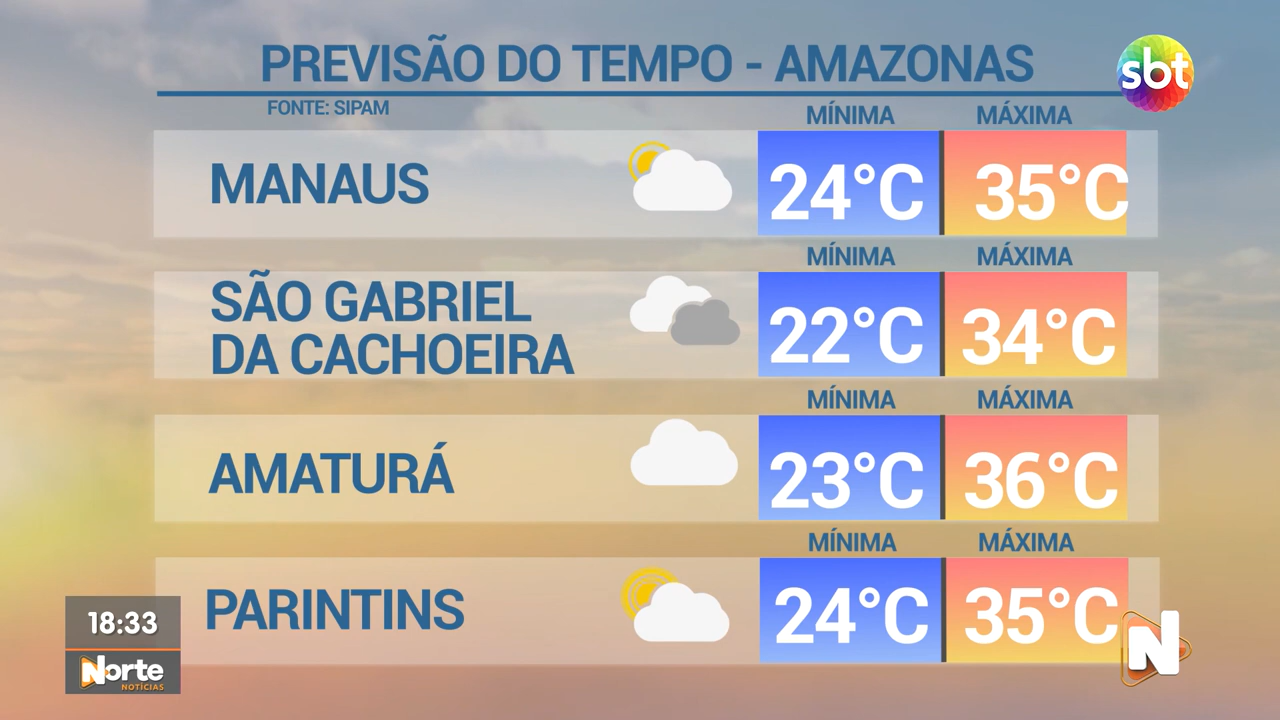 PREVISÃO DO TEMPO - AMAZONAS
sbt
FONTE: SIPAM
MÍNIMA MÁXIMA
MANAUS 24°C 35°C
MÍNIMA MÁXIMA
SÃO GABRIEL
DA CACHOEIRA 22°C 34°C
MÍNIMA MÁXIMA
AMATURÁ 23°C 36°C
MÍNIMA MÁXIMA
PARINTINS 24°C 35°C
18:33
Norte
NOTÍCIAS
N